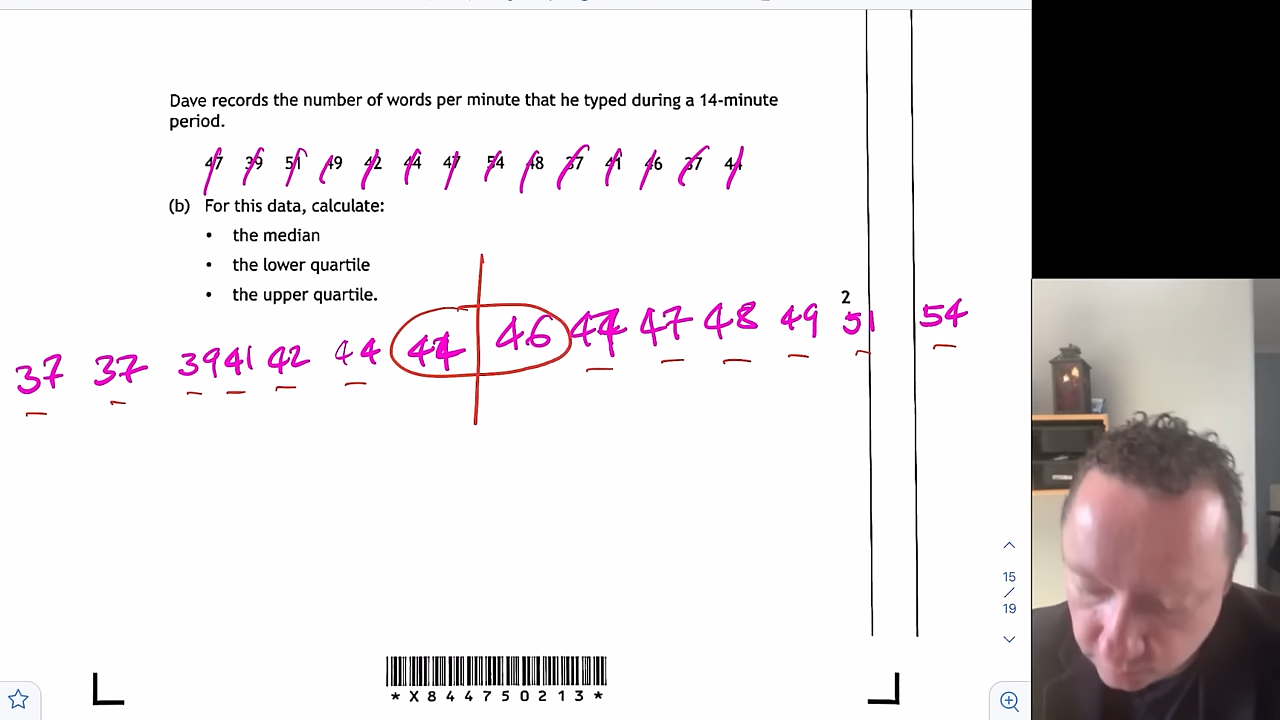 Dave records the number of words per minute that he typed during a 14-minute
period.
47 39 51 49 42 44 47 54 48 37 41 46 37 44
(b) For this data, calculate:
• the median
• the lower quartile
• the upper quartile.
2
37 37 39 41 42 44 44 46 47 47 48 49 51 54
15
/
19
*X844750213*